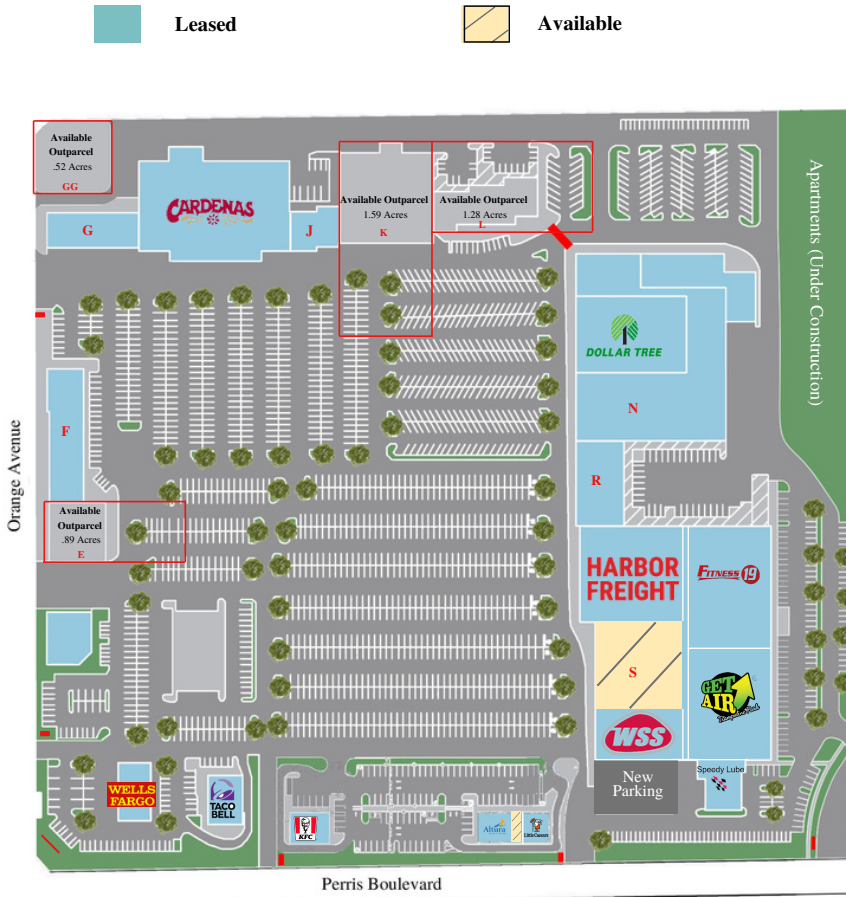 Leased
Available
Available
Outparcel
.52 Acres
GG
CARDENAS
G
J
Available Outparcel
1.59 Acres
K
Available Outparcel
1.28 Acres
L
Apartments (Under Construction)
DOLLAR TREE
N
F
R
Orange Avenue
Available
Outparcel
.89 Acres
E
HARBOR
FREIGHT
FITNESS 19
S
GET
AIR
WSS
New
Parking
Speedy Lube
WELLS
FARGO
TACO
BELL
KFC
Altura
Little Caesars
Perris Boulevard